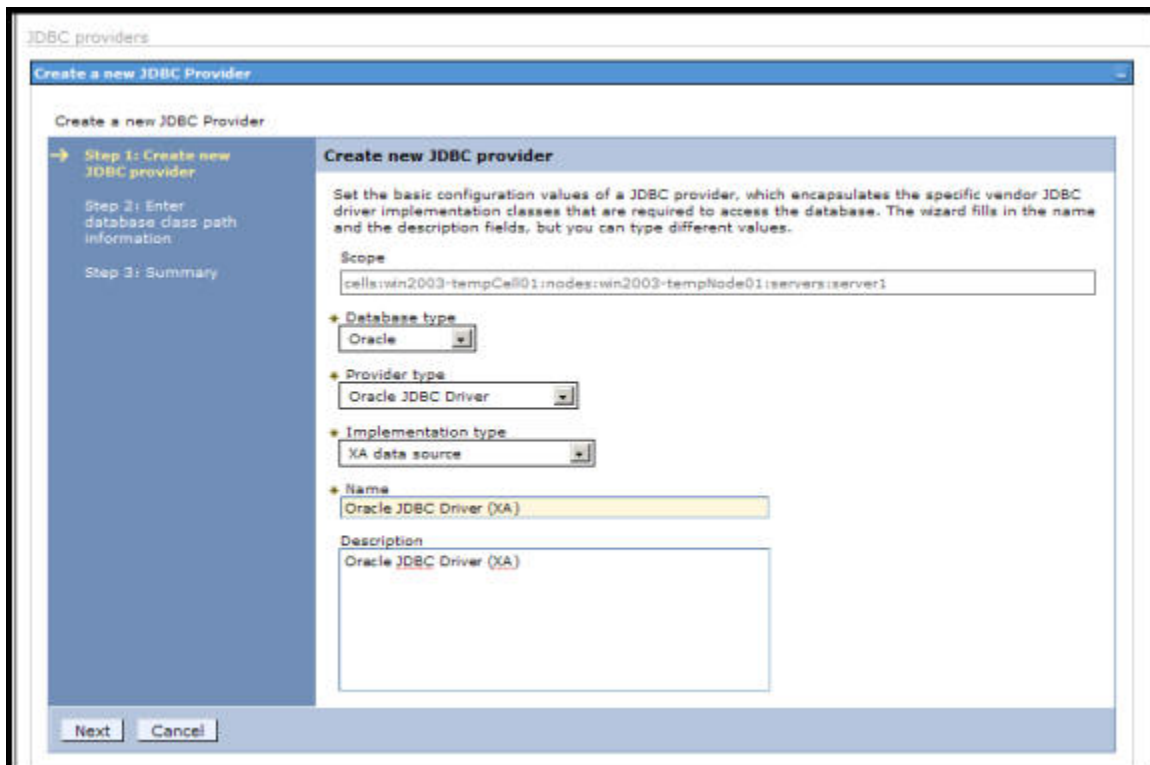 JDBC providers
Create a new JDBC Provider
Create a new JDBC Provider
Step 1: Create new
JDBC provider
Step 2: Enter
database class path
information
Step 3: Summary
Create new JDBC provider
Set the basic configuration values of a JDBC provider, which encapsulates the specific vendor JDBC
driver implementation classes that are required to access the database. The wizard fills in the name
and the description fields, but you can type different values.
Scope
cells:win2003-tempCell01:nodes:win2003-tempNode01:servers:server1
Database type
Oracle
Provider type
Oracle JDBC Driver
Implementation type
XA data source
Name
Oracle JDBC Driver (XA)
Description
Oracle JDBC Driver (XA)
Next Cancel